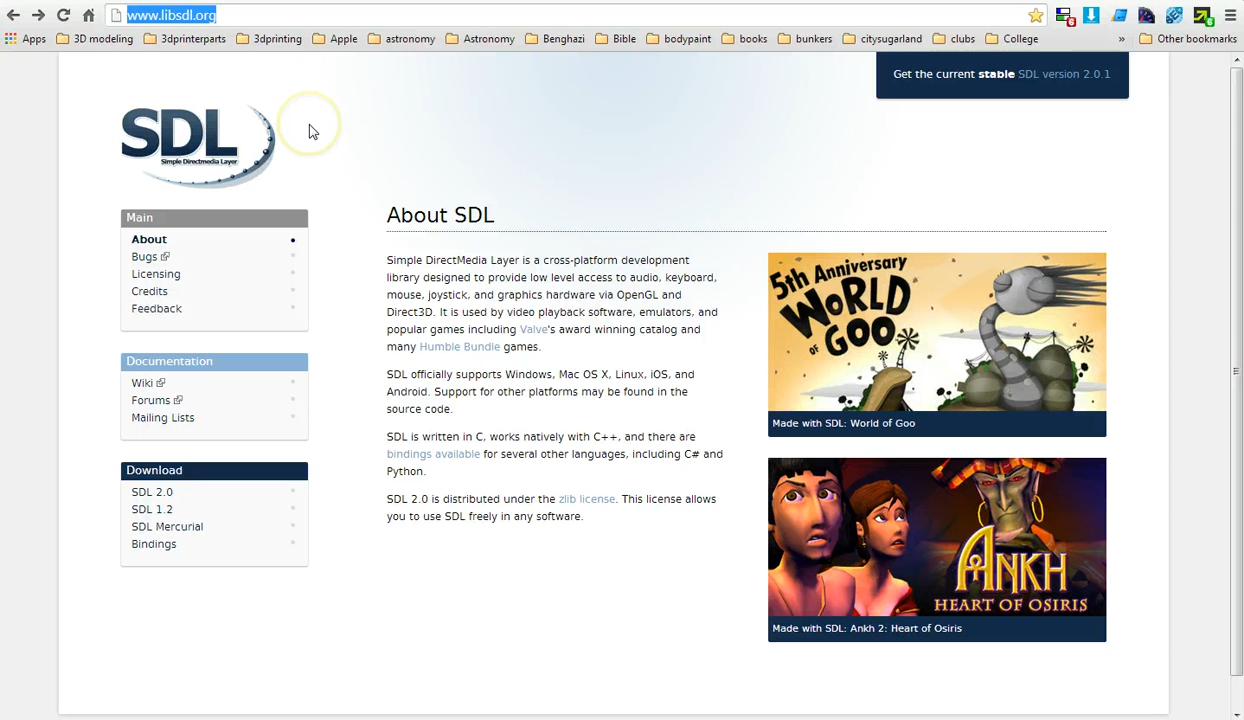 www.libsdl.org
6
6
Apps 3D modeling 3dprinterparts 3dprinting Apple astronomy Astronomy Benghazi Bible bodypaint books bunkers citysugarland clubs College » Other bookmarks
Get the current stable SDL version 2.0.1
SDL
Simple Directmedia Layer
Main
About
Bugs
Licensing
Credits
Feedback
Documentation
Wiki
Forums
Mailing Lists
Download
SDL 2.0
SDL 1.2
SDL Mercurial
Bindings
About SDL
Simple DirectMedia Layer is a cross-platform development
library designed to provide low level access to audio, keyboard,
mouse, joystick, and graphics hardware via OpenGL and
Direct3D. It is used by video playback software, emulators, and
popular games including Valve's award winning catalog and
many Humble Bundle games.
SDL officially supports Windows, Mac OS X, Linux, iOS, and
Android. Support for other platforms may be found in the
source code.
SDL is written in C, works natively with C++, and there are
bindings available for several other languages, including C# and
Python.
SDL 2.0 is distributed under the zlib license. This license allows
you to use SDL freely in any software.
5th Anniversary
WORLD
OF GOO
Made with SDL: World of Goo
ANKH
HEART OF OSIRIS
Made with SDL: Ankh 2: Heart of Osiris